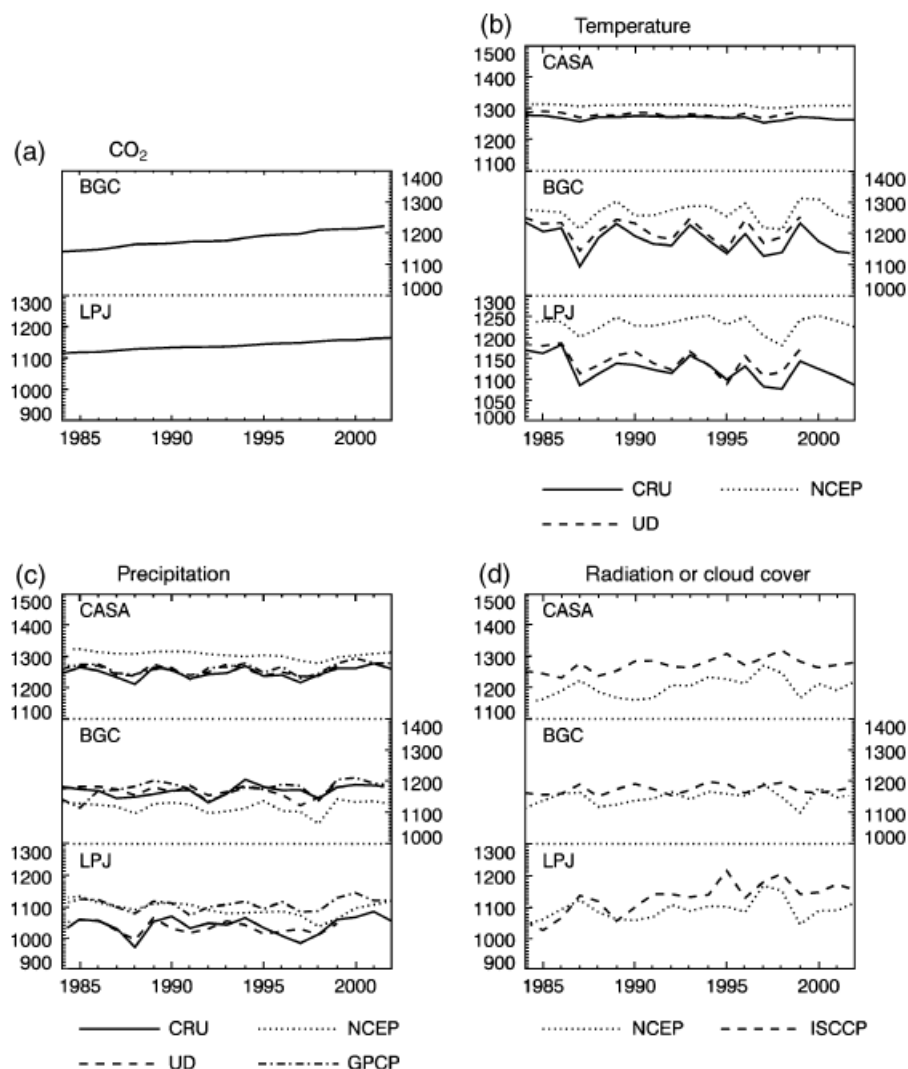 (a) CO2
BGC
1400
1300
1200
1100
1000
LPJ
1300
1200
1100
1000
900
1985 1990 1995 2000
(b) Temperature
1500
1400
1300
1200
1100
CASA
BGC
1400
1300
1200
1100
1000
LPJ
1300
1250
1200
1150
1100
1050
1000
1985 1990 1995 2000
CRU NCEP
UD
(c) Precipitation
1500
1400
1300
1200
1100
CASA
BGC
1400
1300
1200
1100
1000
LPJ
1300
1200
1100
1000
900
1985 1990 1995 2000
CRU NCEP
UD GPCP
(d) Radiation or cloud cover
1500
1400
1300
1200
1100
CASA
BGC
1400
1300
1200
1100
1000
LPJ
1300
1200
1100
1000
900
1985 1990 1995 2000
NCEP ISCCP